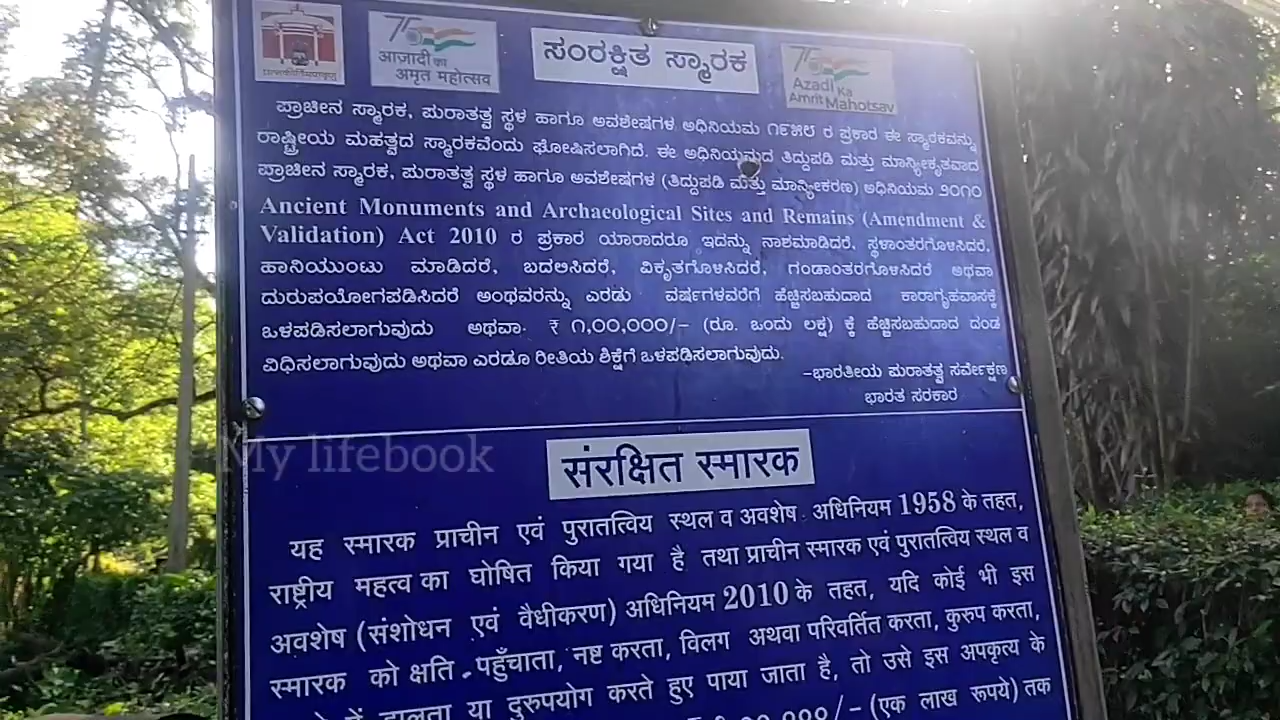 75
आज़ादी का
अमृत महोत्सव
ಸಂರಕ್ಷಿತ ಸ್ಮಾರಕ
75
Azadi Ka
Amrit Mahotsav
ಪ್ರಾಚೀನ ಸ್ಮಾರಕ, ಪುರಾತತ್ವ ಸ್ಥಳ ಹಾಗೂ ಅವಶೇಷಗಳ ಅಧಿನಿಯಮ ೧೯೫೮ ರ ಪ್ರಕಾರ ಈ ಸ್ಮಾರಕವನ್ನು
ರಾಷ್ಟ್ರೀಯ ಮಹತ್ವದ ಸ್ಮಾರಕವೆಂದು ಘೋಷಿಸಲಾಗಿದೆ. ಈ ಅಧಿನಿಯಮದ ತಿದ್ದುಪಡಿ ಮತ್ತು ಮಾನ್ಯೀಕೃತವಾದ
ಪ್ರಾಚೀನ ಸ್ಮಾರಕ, ಪುರಾತತ್ವ ಸ್ಥಳ ಹಾಗೂ ಅವಶೇಷಗಳ (ತಿದ್ದುಪಡಿ ಮತ್ತು ಮಾನ್ಯೀಕರಣ) ಅಧಿನಿಯಮ ೨೦೧೦
Ancient Monuments and Archaeological Sites and Remains (Amendment &
Validation) Act 2010 ರ ಪ್ರಕಾರ ಯಾರಾದರೂ ಇದನ್ನು ನಾಶಮಾಡಿದರೆ, ಸ್ಥಳಾಂತರಗೊಳಿಸಿದರೆ,
ಹಾನಿಯುಂಟು ಮಾಡಿದರೆ, ಬದಲಿಸಿದರೆ, ವಿಕೃತಗೊಳಿಸಿದರೆ, ಗಂಡಾಂತರಗೊಳಿಸಿದರೆ ಅಥವಾ
ದುರುಪಯೋಗಪಡಿಸಿದರೆ ಅಂಥವರನ್ನು ಎರಡು ವರ್ಷಗಳವರೆಗೆ ಹೆಚ್ಚಿಸಬಹುದಾದ ಕಾರಾಗೃಹವಾಸಕ್ಕೆ
ಒಳಪಡಿಸಲಾಗುವುದು ಅಥವಾ ₹ ೧,೦೦,೦೦೦/– (ರೂ. ಒಂದು ಲಕ್ಷ) ಕ್ಕೆ ಹೆಚ್ಚಿಸಬಹುದಾದ ದಂಡ
ವಿಧಿಸಲಾಗುವುದು ಅಥವಾ ಎರಡೂ ರೀತಿಯ ಶಿಕ್ಷೆಗೆ ಒಳಪಡಿಸಲಾಗುವುದು.
–ಭಾರತೀಯ ಪುರಾತತ್ವ ಸರ್ವೇಕ್ಷಣ
ಭಾರತ ಸರಕಾರ
My lifebook
संरक्षित स्मारक
यह स्मारक प्राचीन एवं पुरातत्विय स्थल व अवशेष अधिनियम 1958 के तहत,
राष्ट्रीय महत्व का घोषित किया गया है तथा प्राचीन स्मारक एवं पुरातत्विय स्थल व
अवशेष (संशोधन एवं वैधीकरण) अधिनियम 2010 के तहत, यदि कोई भी इस
स्मारक को क्षति पहुँचाता, नष्ट करता, विलग अथवा परिवर्तित करता, कुरुप करता,
में डालता या दुरुपयोग करते हुए पाया जाता है, तो उसे इस अपकृत्य के
/– (एक लाख रूपये) तक